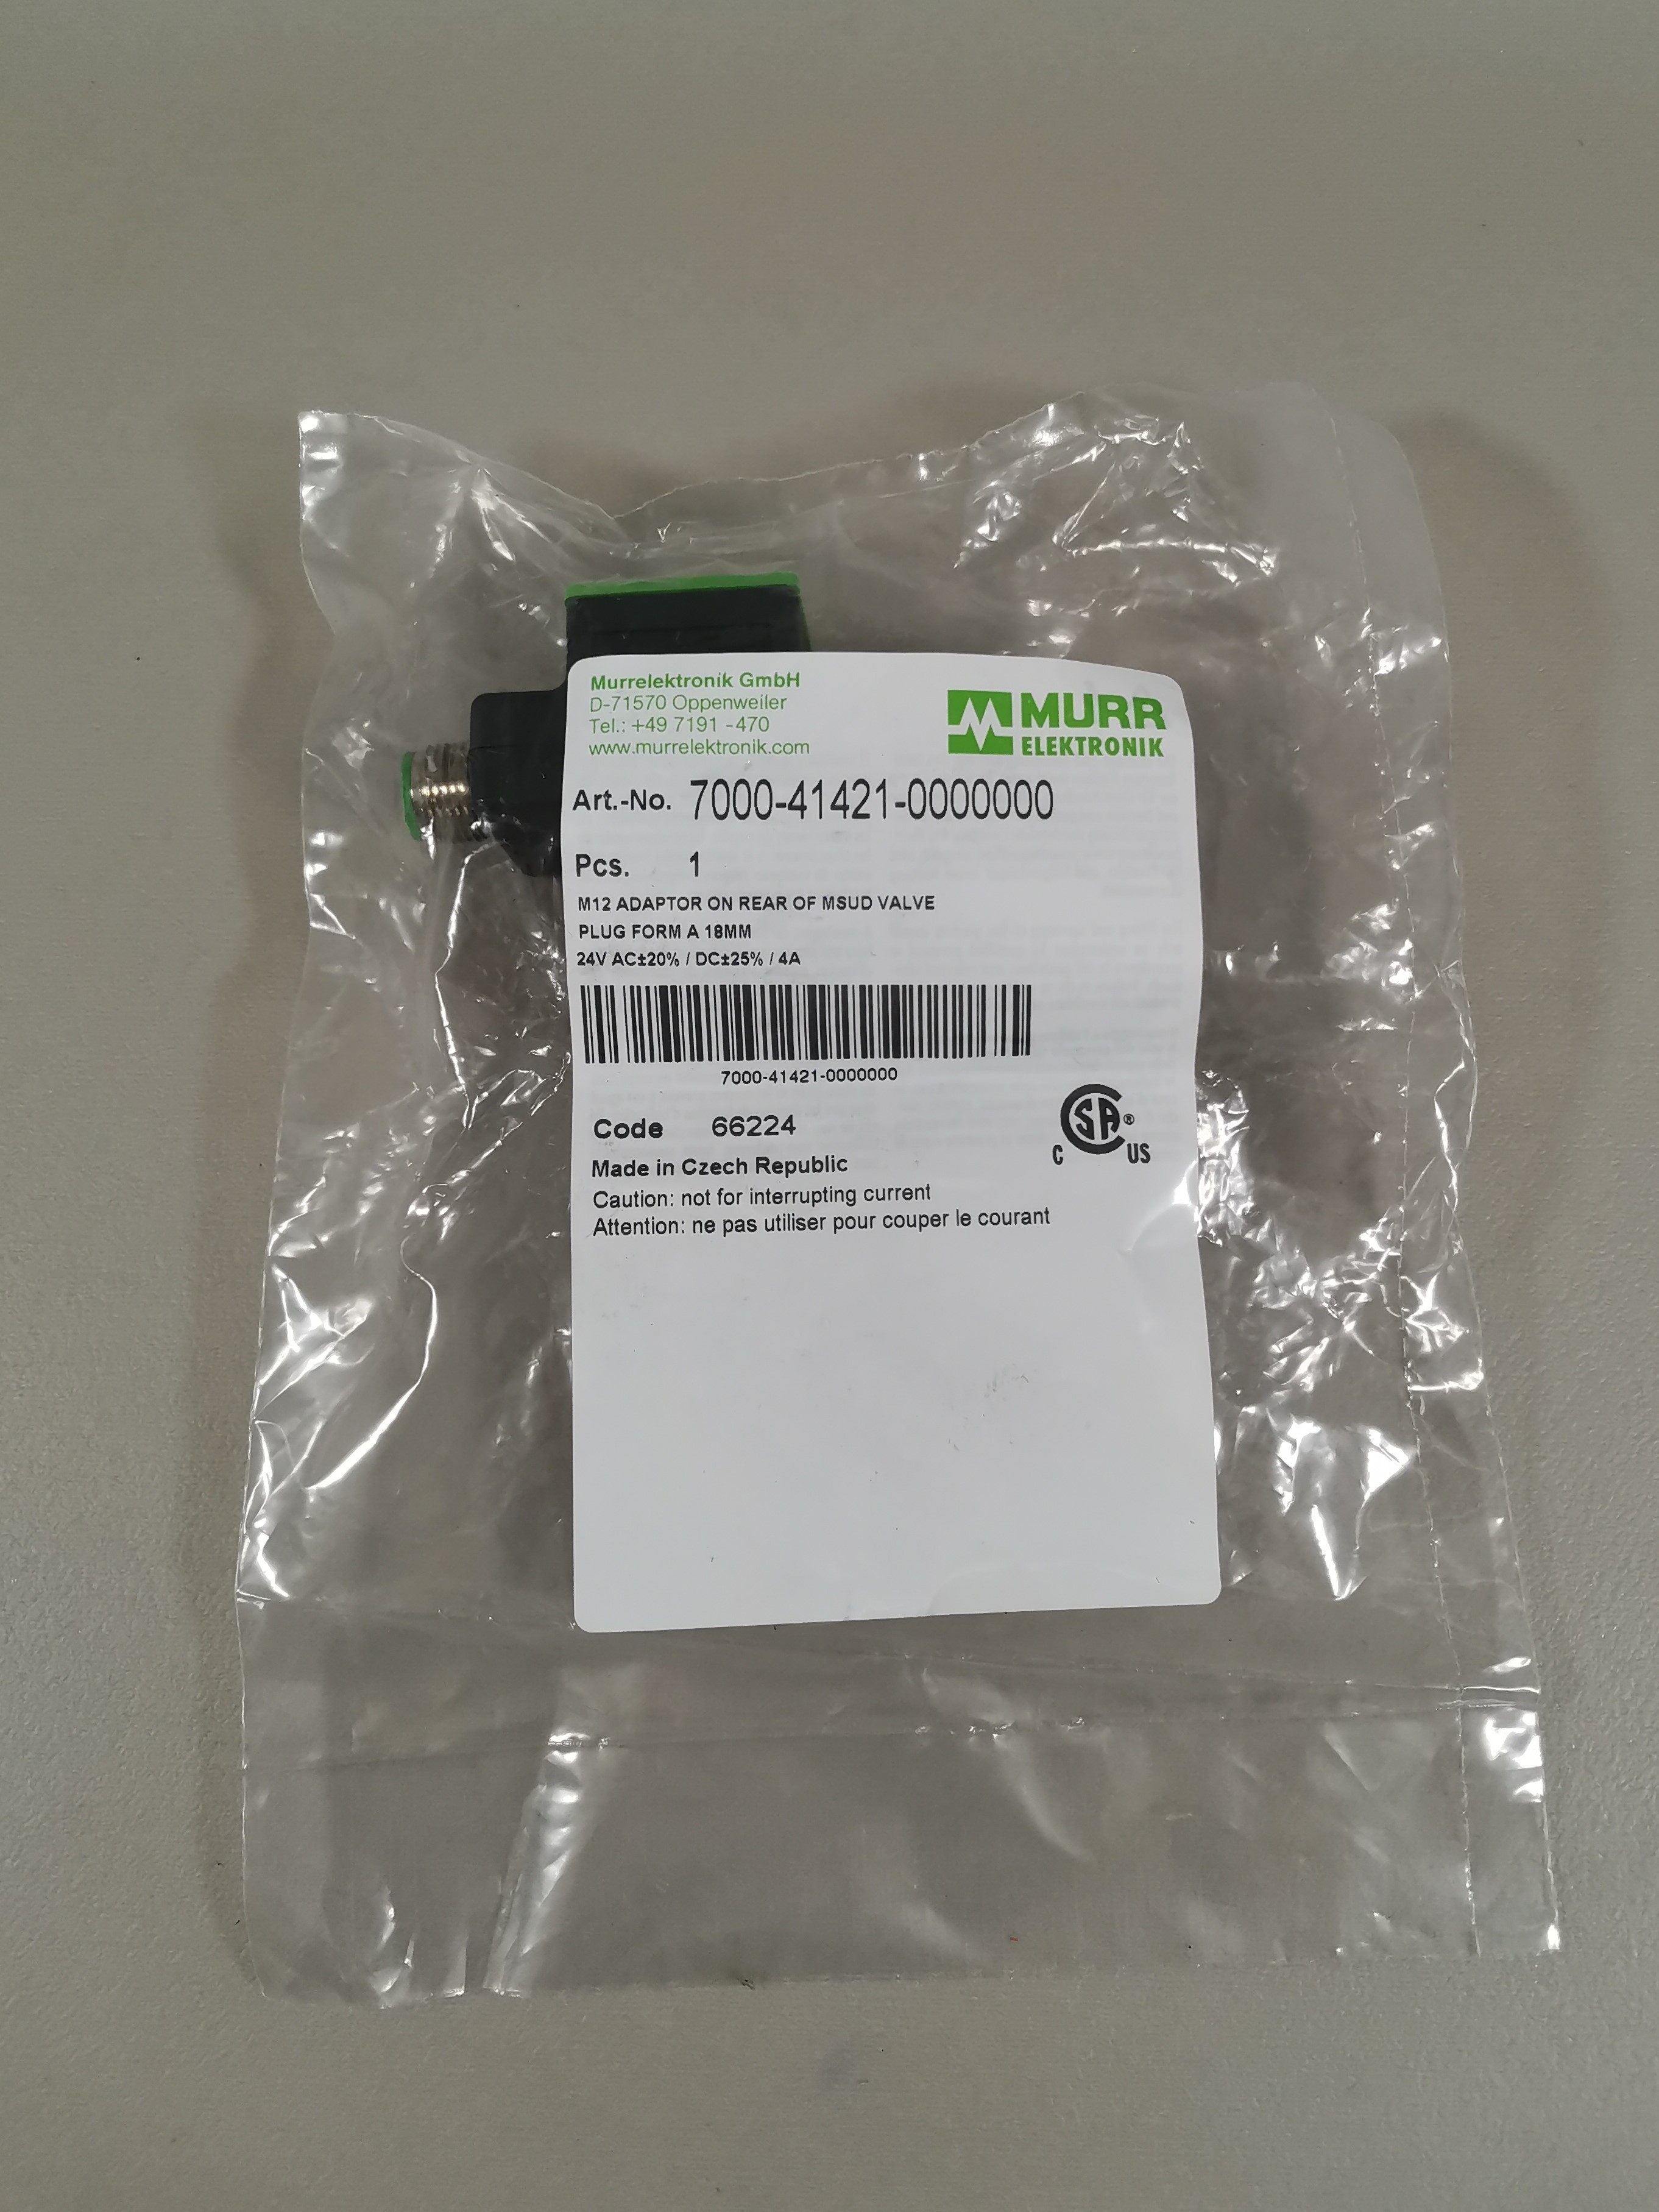 Murrelektronik GmbH
D-71570 Oppenweiler
Tel.: +49 7191 -470
www.murrelektronik.com
MURR
ELEKTRONIK
Art.-No. 7000-41421-0000000
Pcs. 1
M12 ADAPTOR ON REAR OF MSUD VALVE
PLUG FORM A 18MM
24V AC±20% / DC±25% / 4A
7000-41421-0000000
Code 66224
Made in Czech Republic
Caution: not for interrupting current
Attention: ne pas utiliser pour couper le courant
SA®
C US